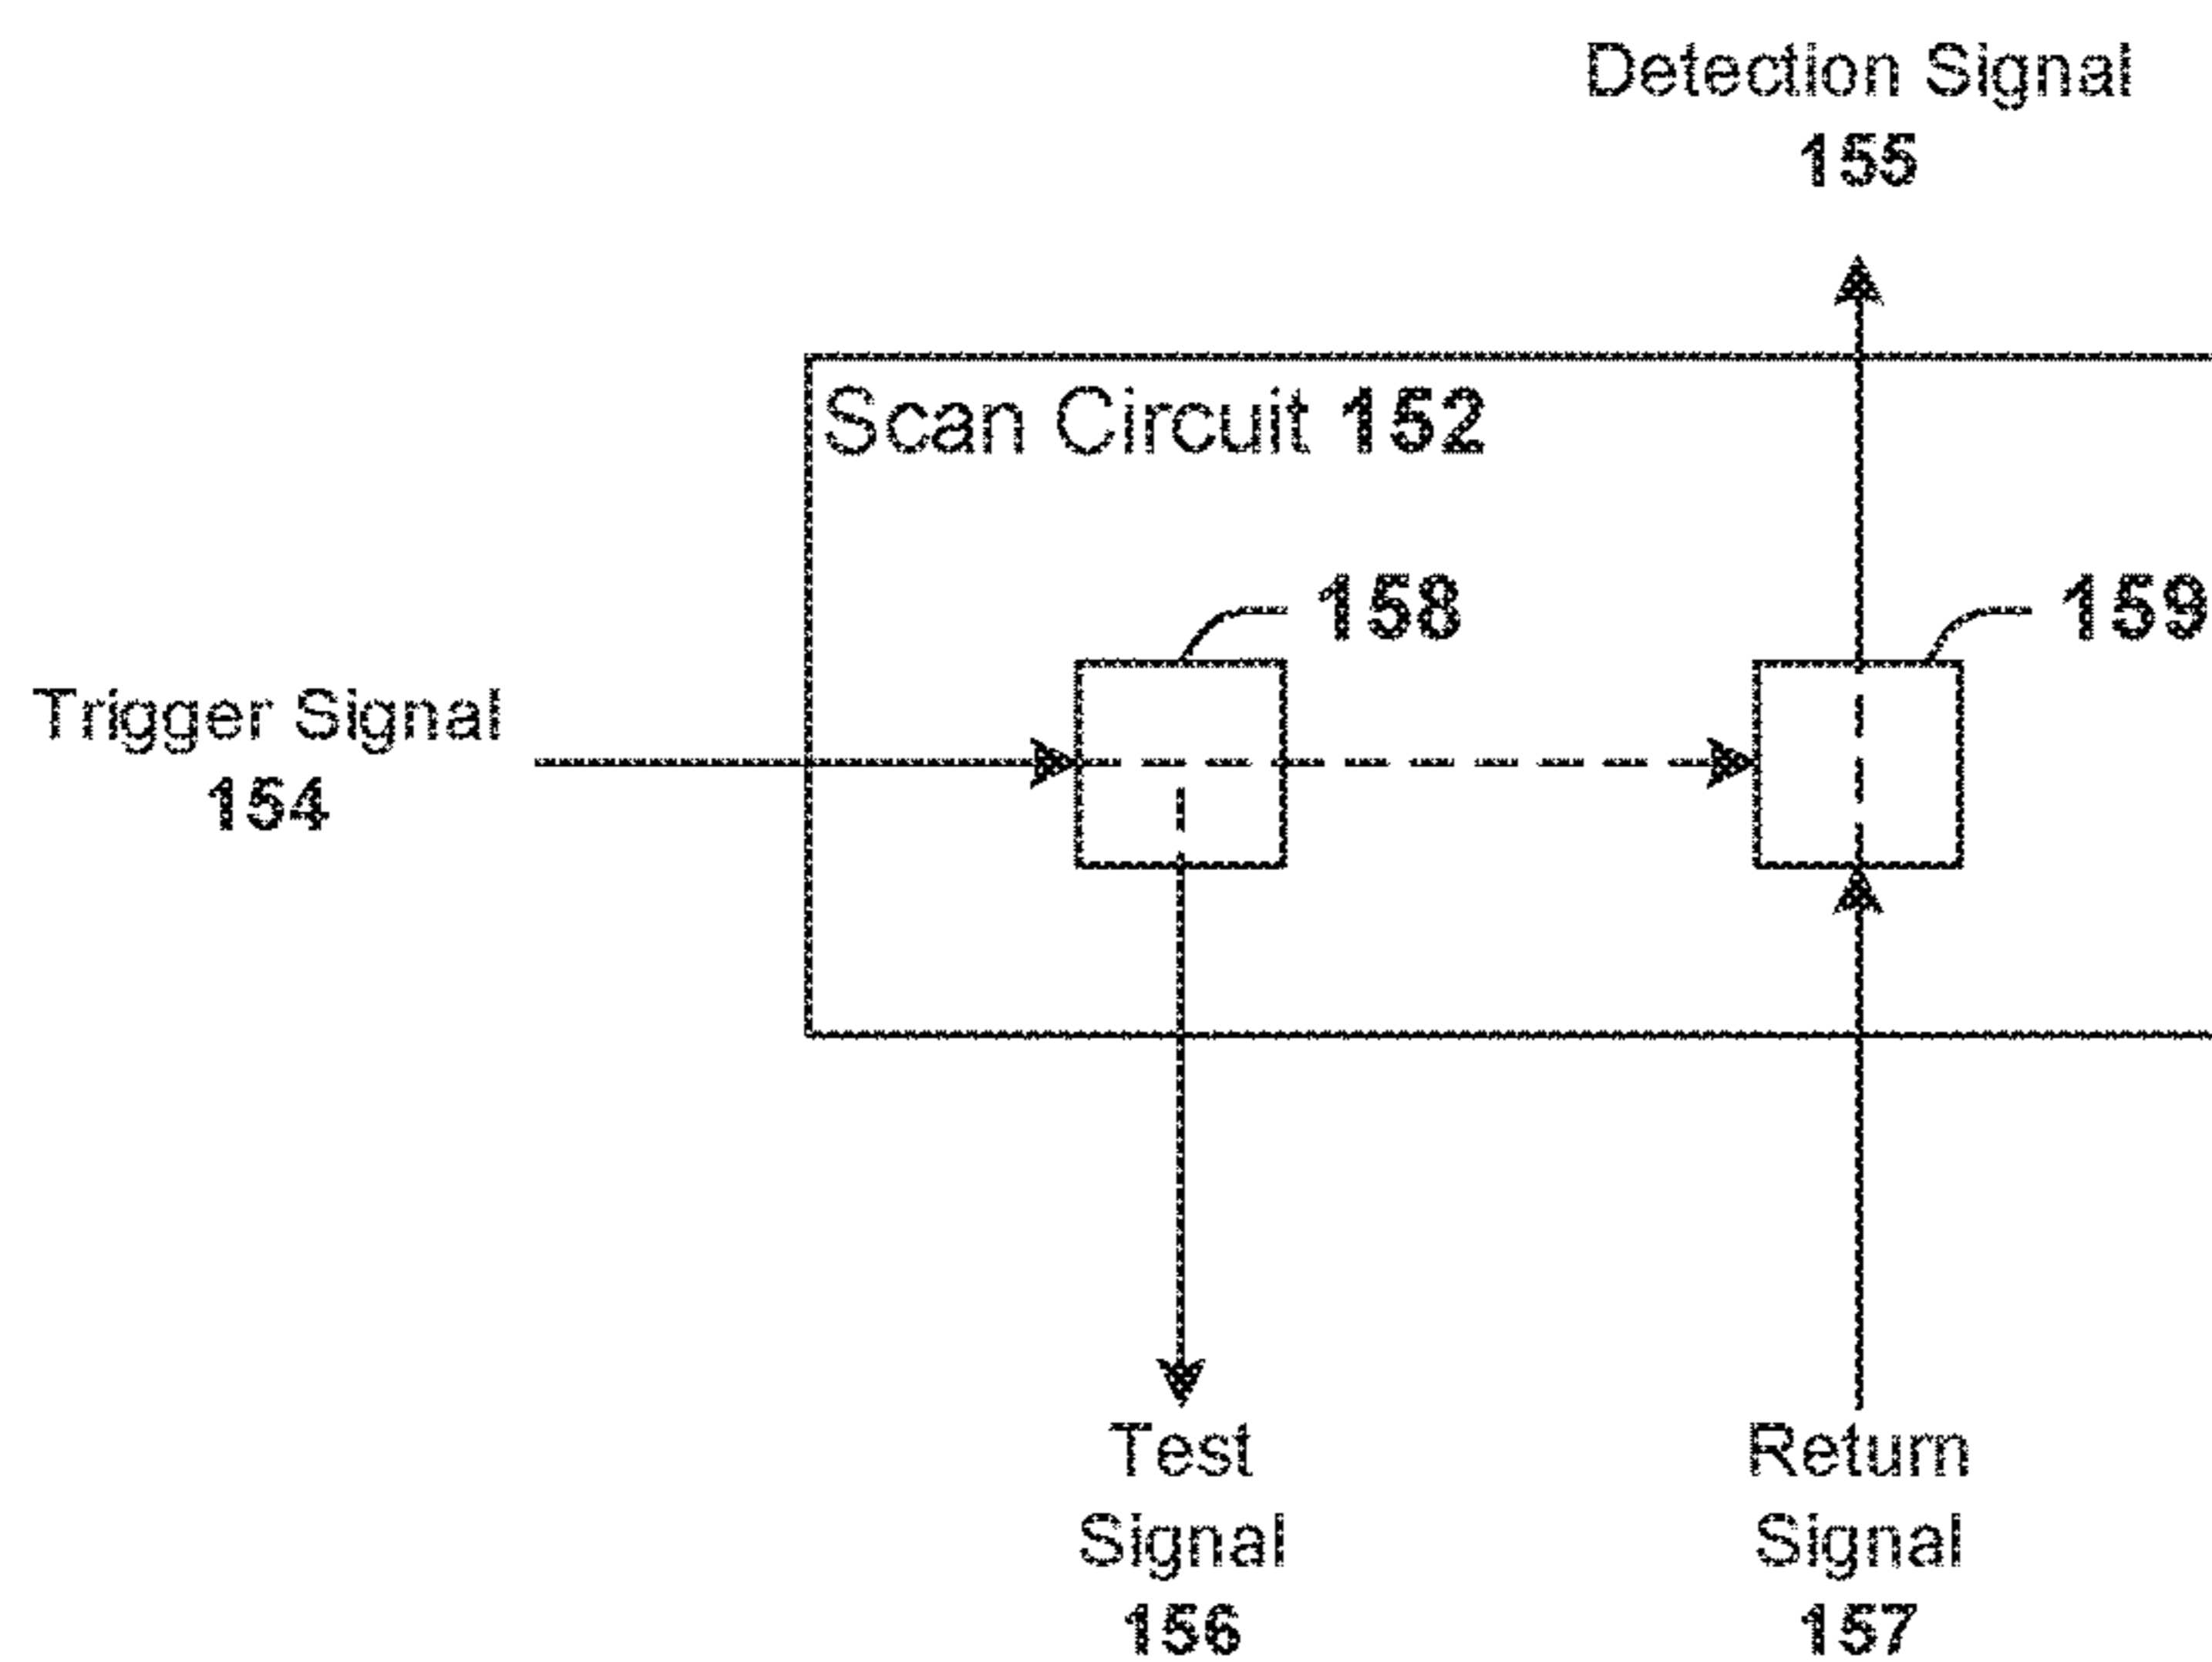 Detection Signal
155
Scan Circuit 152
158
159
Trigger Signal
154
Test
Signal
156
Return
Signal
157